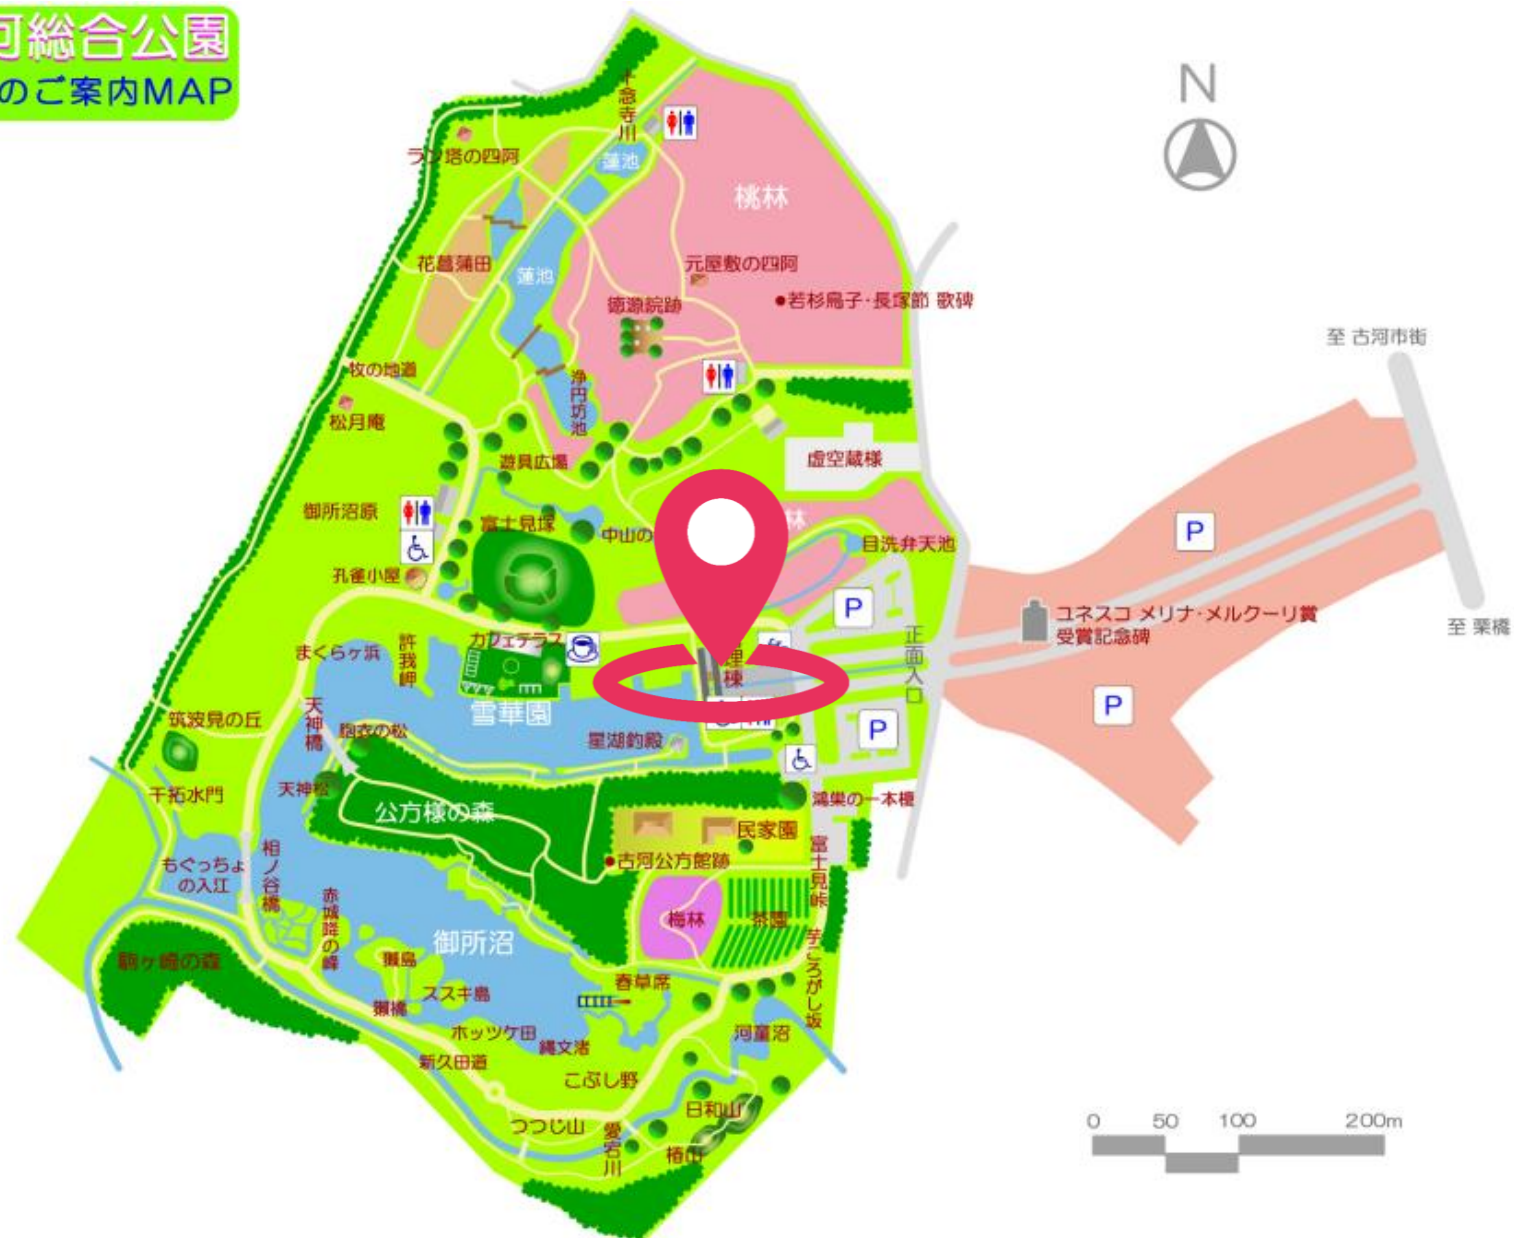 可総合公園
のご案内MAP
N
十念寺川
蓮池
ラン塔の四阿
桃林
花菖蒲田
蓮池
元屋敷の四阿
●若杉鳥子・長塚節 歌碑
徳源院跡
至 古河市街
牧の地道
浄円坊池
松月庵
遊具広場
虚空蔵様
御所沼原
富士見塚
中山の
林
目洗弁天池
P
孔雀小屋
P
ユネスコ メリナ・メルクーリ賞
受賞記念碑
至 栗橋
正面入口
カフェテラス
許我岬
まくらヶ浜
理棟
P
雪華園
天神橋
筑波見の丘
胞衣の松
星湖釣殿
P
天神松
干拓水門
公方様の森
鴻巣の一本榎
民家園
もぐっちょ
の入江
相ノ谷橋
●古河公方館跡
富士見峠
赤城降の峰
梅林
茶園
御所沼
芋ころがし坂
獺島
春草席
ススキ島
獺橋
ホッツケ田
縄文渚
河童沼
新久田道
こぶし野
日和山
つつじ山
愛宕川
椿山
0 50 100 200m